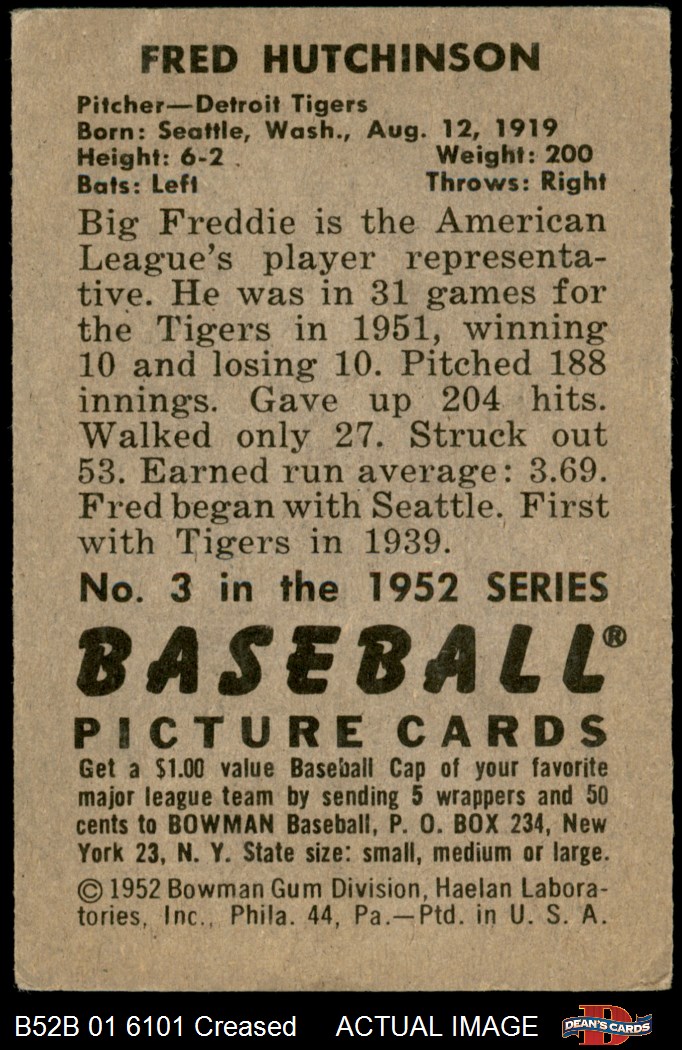 FRED HUTCHINSON
Pitcher—Detroit Tigers
Born: Seattle, Wash., Aug. 12, 1919
Height: 6-2 Weight: 200
Bats: Left Throws: Right
Big Freddie is the American
League's player representa-
tive. He was in 31 games for
the Tigers in 1951, winning
10 and losing 10. Pitched 188
innings. Gave up 204 hits.
Walked only 27. Struck out
53. Earned run average: 3.69.
Fred began with Seattle. First
with Tigers in 1939.
No. 3 in the 1952 SERIES
BASEBALL®
PICTURE CARDS
Get a $1.00 value Baseball Cap of your favorite
major league team by sending 5 wrappers and 50
cents to BOWMAN Baseball, P. O. BOX 234, New
York 23, N. Y. State size: small, medium or large.
© 1952 Bowman Gum Division, Haelan Labora-
tories, Inc., Phila. 44, Pa.—Ptd. in U. S. A.
B52B 01 6101 Creased ACTUAL IMAGE D DEAN'S CARDS